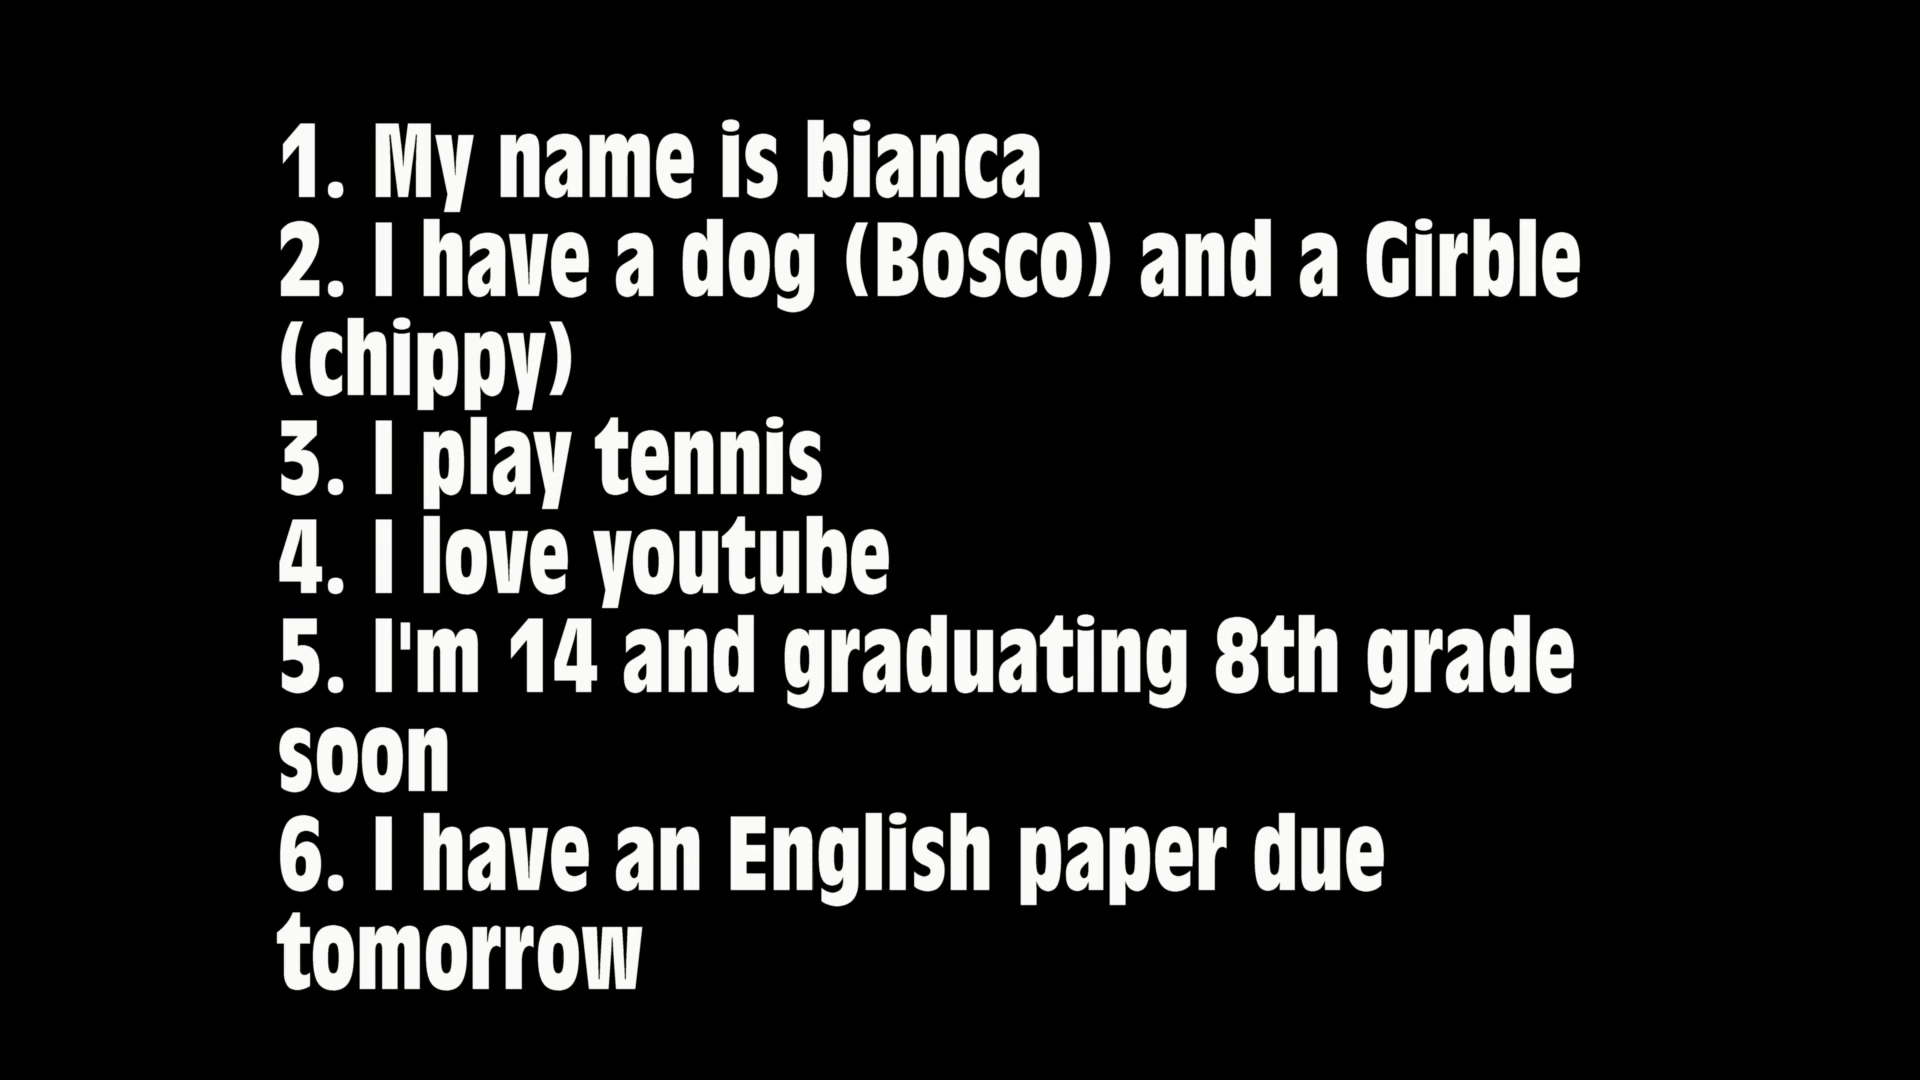 1. My name is bianca
2. I have a dog (Bosco) and a Girble
(chippy)
3. I play tennis
4. I love youtube
5. I'm 14 and graduating 8th grade
soon
6. I have an English paper due
tomorrow